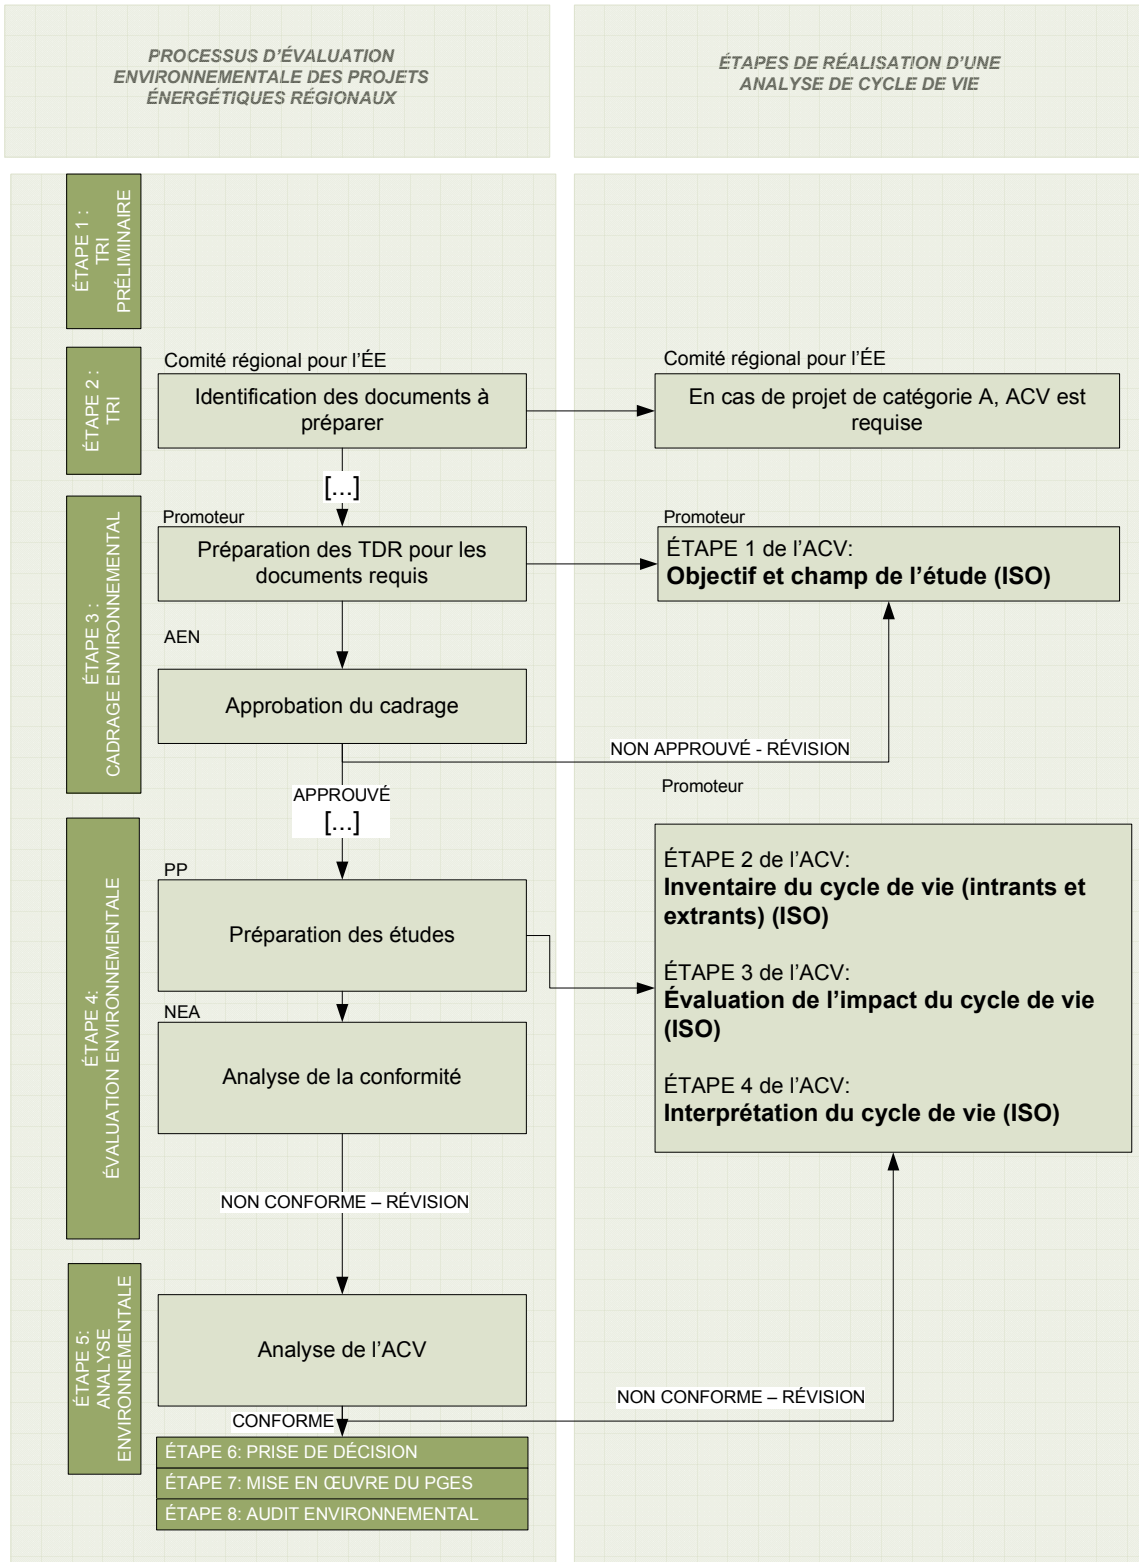 PROCESSUS D'ÉVALUATION
ENVIRONNEMENTALE DES PROJETS
ÉNERGÉTIQUES RÉGIONAUX
ÉTAPES DE RÉALISATION D'UNE
ANALYSE DE CYCLE DE VIE
ÉTAPE 1 :
TRI
PRÉLIMINAIRE
ÉTAPE 2 :
TRI
Comité régional pour l'ÉE
Identification des documents à
préparer
Comité régional pour l'ÉE
En cas de projet de catégorie A, ACV est
requise
[...]
ÉTAPE 3 :
CADRAGE ENVIRONNEMENTAL
Promoteur
Préparation des TDR pour les
documents requis
Promoteur
ÉTAPE 1 de l'ACV:
Objectif et champ de l'étude (ISO)
AEN
Approbation du cadrage
NON APPROUVÉ - RÉVISION
APPROUVÉ
[...]
Promoteur
ÉTAPE 4:
ÉVALUATION ENVIRONNEMENTALE
PP
Préparation des études
ÉTAPE 2 de l'ACV:
Inventaire du cycle de vie (intrants et
extrants) (ISO)
ÉTAPE 3 de l'ACV:
Évaluation de l'impact du cycle de vie
(ISO)
ÉTAPE 4 de l'ACV:
Interprétation du cycle de vie (ISO)
NEA
Analyse de la conformité
NON CONFORME – RÉVISION
ÉTAPE 5:
ANALYSE
ENVIRONNEMENTALE
Analyse de l'ACV
NON CONFORME – RÉVISION
CONFORME
ÉTAPE 6: PRISE DE DÉCISION
ÉTAPE 7: MISE EN ŒUVRE DU PGES
ÉTAPE 8: AUDIT ENVIRONMENTAL